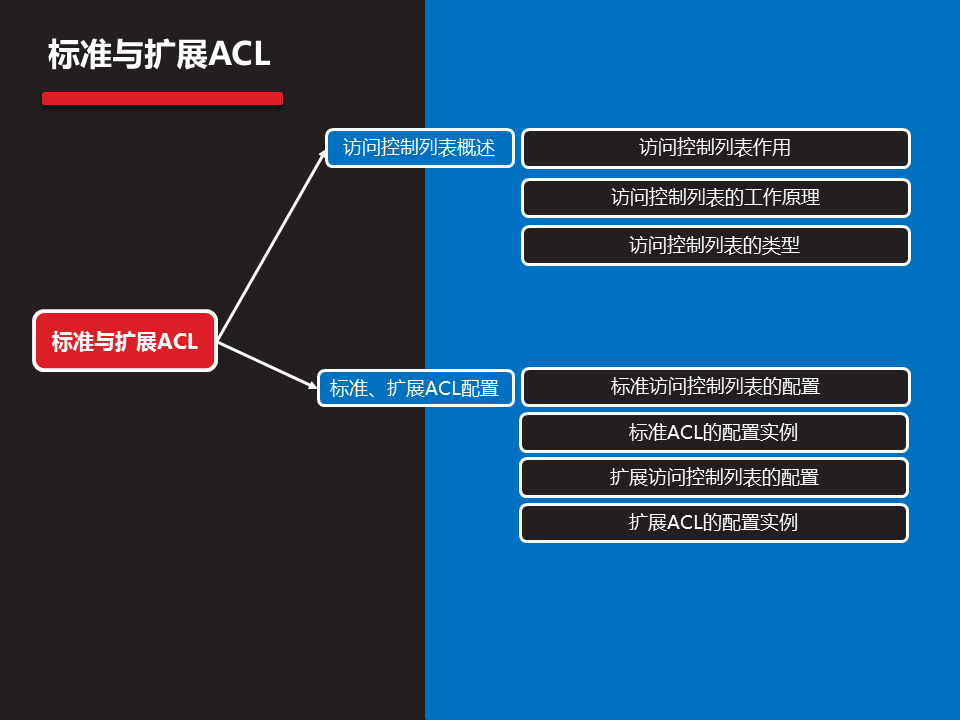 标准与扩展ACL
访问控制列表概述
访问控制列表作用
访问控制列表的工作原理
访问控制列表的类型
标准与扩展ACL
标准、扩展ACL配置
标准访问控制列表的配置
标准ACL的配置实例
扩展访问控制列表的配置
扩展ACL的配置实例